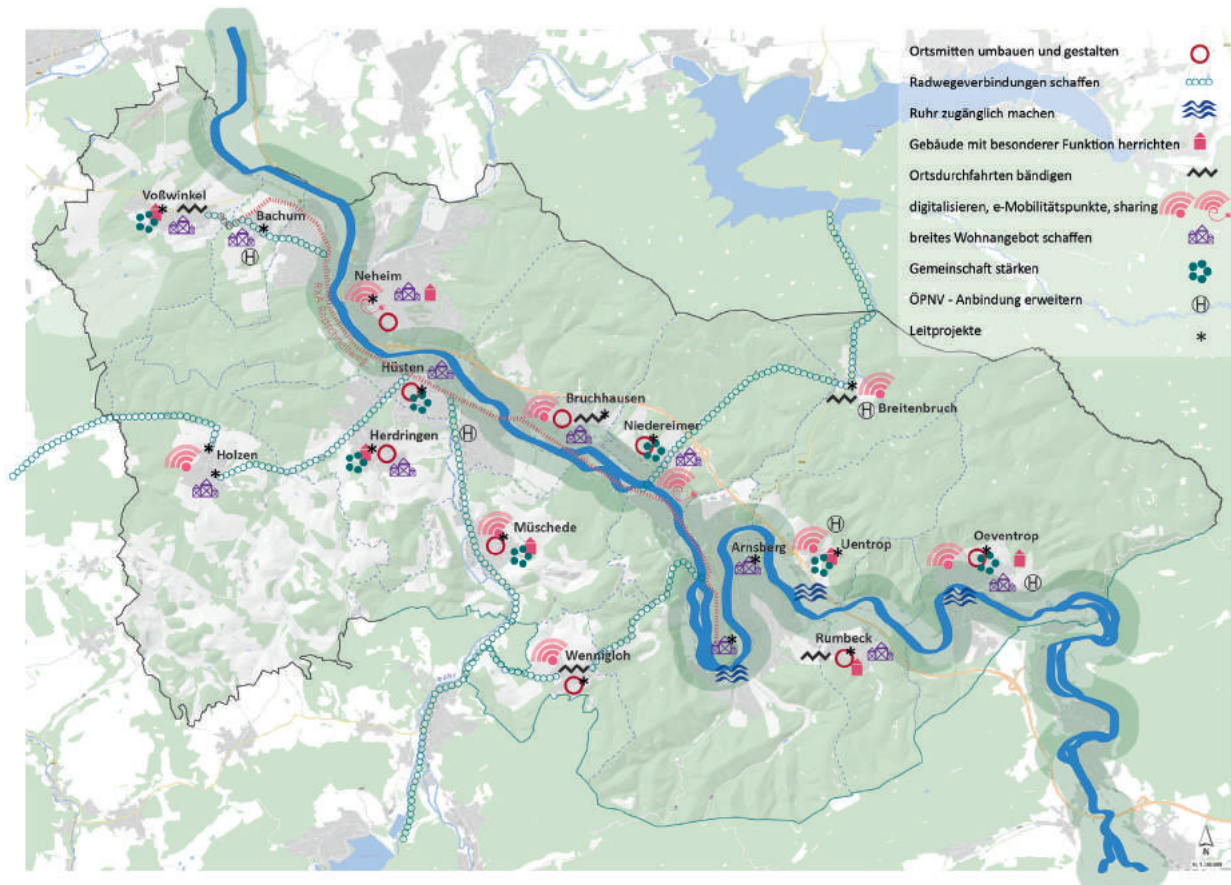 Ortsmitten umbauen und gestalten
Radwegeverbindungen schaffen
Ruhr zugänglich machen
Gebäude mit besonderer Funktion herrichten
Ortsdurchfahrten bändigen
digitalisieren, e-Mobilitätspunkte, sharing
breites Wohnangebot schaffen
Gemeinschaft stärken
ÖPNV - Anbindung erweitern
H
Leitprojekte
*
Voßwinkel
Bachum
H
Neheim
Hüsten
Bruchhausen
Niedereimer
H
Breitenbruch
Herdringen
H
Holzen
Müschede
Arnsberg
H
Uentrop
Oeventrop
H
Rumbeck
Wennigloh
N